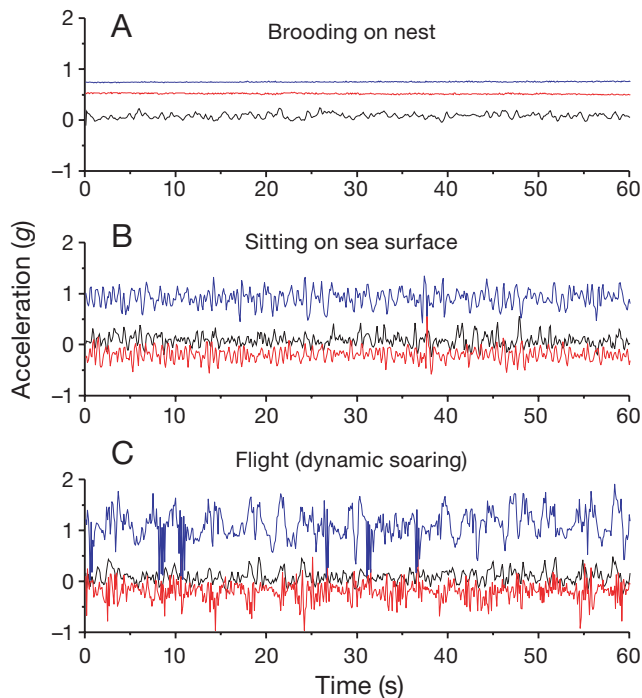 A
Brooding on nest
2
1
0
–1
0 10 20 30 40 50 60
B
Sitting on sea surface
2
1
0
–1
0 10 20 30 40 50 60
C
Flight (dynamic soaring)
2
1
0
–1
0 10 20 30 40 50 60
Acceleration (g)
Time (s)